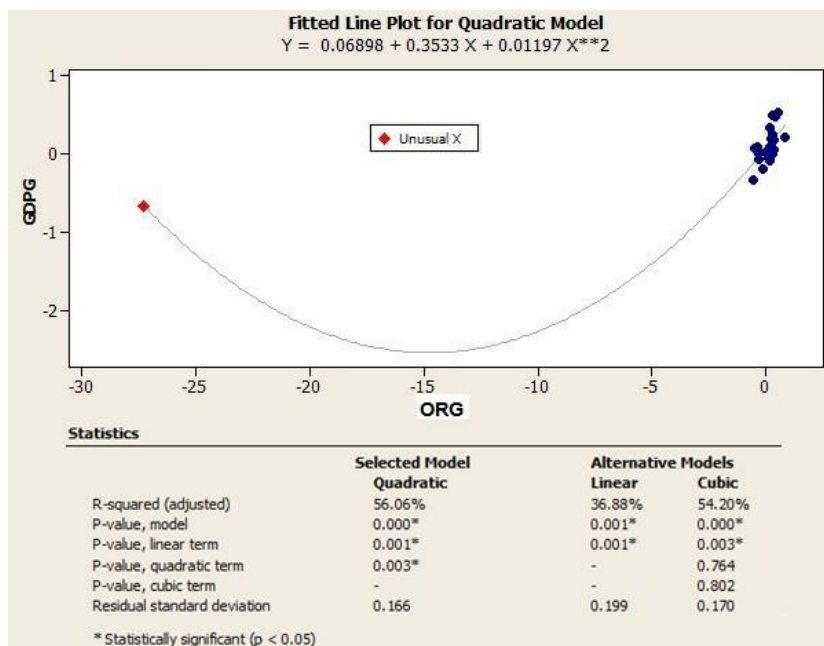 Fitted Line Plot for Quadratic Model
Y = 0.06898 + 0.3533 X + 0.01197 X**2
1
0
-1
-2
GDPG
Unusual X
-30 -25 -20 -15 -10 -5 0
ORG
Statistics
Selected Model Alternative Models
Quadratic Linear Cubic
R-squared (adjusted) 56.06% 36.88% 54.20%
P-value, model 0.000* 0.001* 0.000*
P-value, linear term 0.001* 0.001* 0.003*
P-value, quadratic term 0.003* - 0.764
P-value, cubic term - - 0.802
Residual standard deviation 0.166 0.199 0.170
* Statistically significant (p < 0.05)